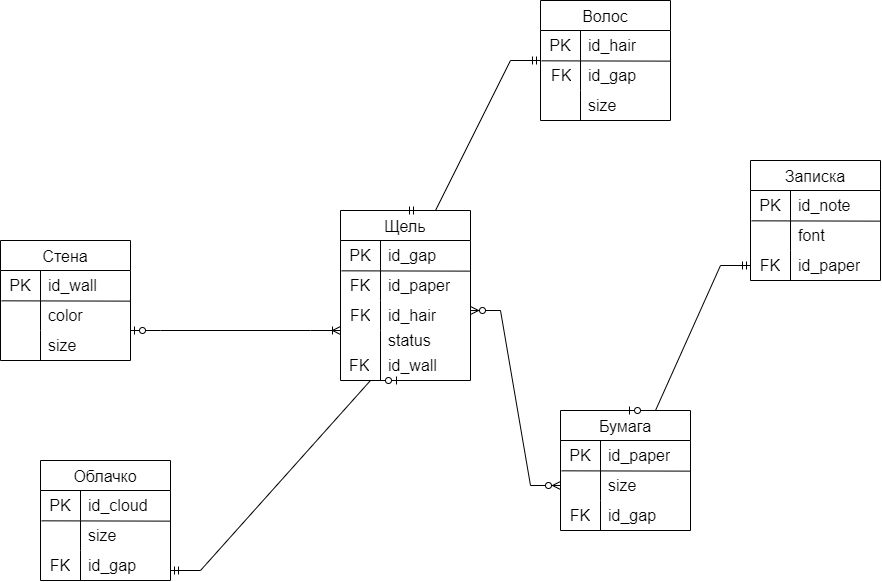 Волос
PK id_hair
FK id_gap
size
Записка
PK id_note
font
FK id_paper
Щель
PK id_gap
FK id_paper
FK id_hair
status
FK id_wall
Стена
PK id_wall
color
size
Бумага
PK id_paper
size
FK id_gap
Облачко
PK id_cloud
size
FK id_gap